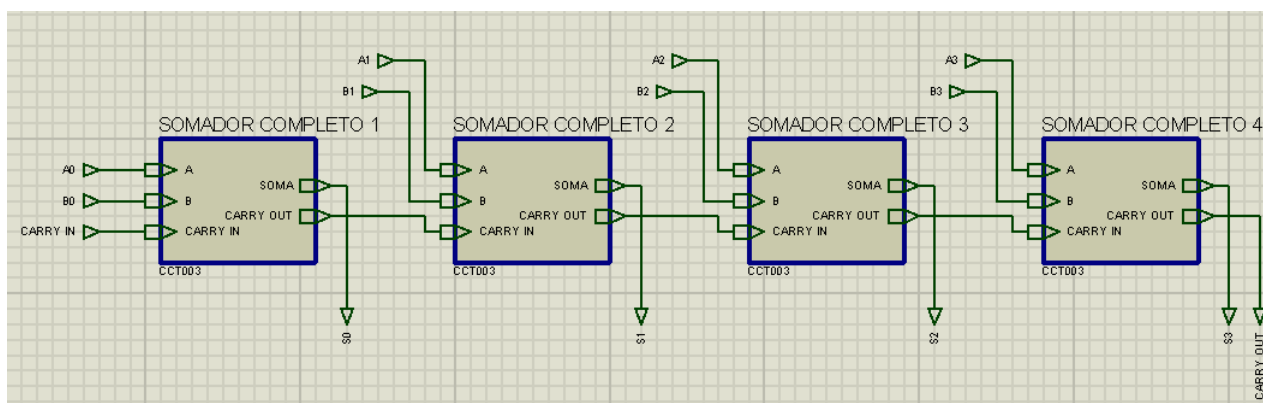 A1
A2
A3
B1
B2
B3
SOMADOR COMPLETO 1
SOMADOR COMPLETO 2
SOMADOR COMPLETO 3
SOMADOR COMPLETO 4
A0
A
A
A
A
SOMA
SOMA
SOMA
SOMA
B0
B
B
B
B
CARRY OUT
CARRY OUT
CARRY OUT
CARRY OUT
CARRY IN
CARRY IN
CARRY IN
CARRY IN
CARRY IN
CCT003
CCT003
CCT003
CCT003
S0
S1
S2
S3
CARRY OUT